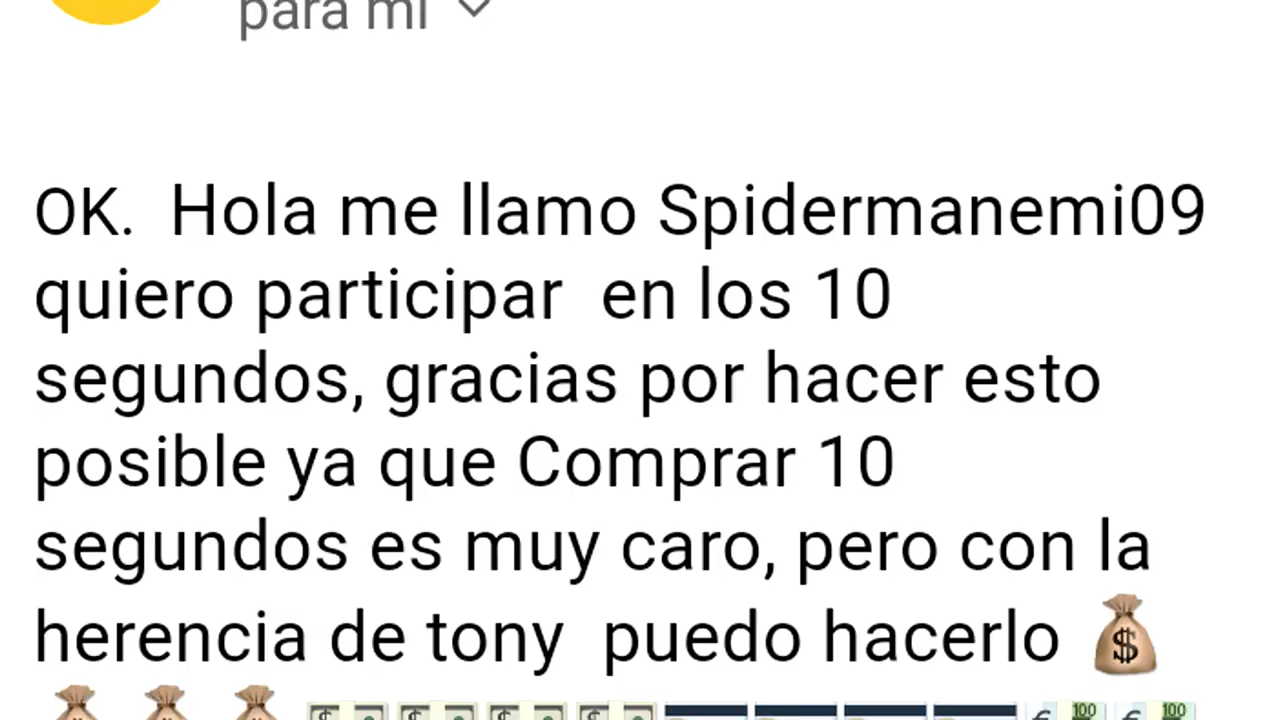 para mí
OK.  Hola me llamo Spidermanemi09
quiero participar  en los 10
segundos, gracias por hacer esto
posible ya que Comprar 10
segundos es muy caro, pero con la
herencia de tony  puedo hacerlo 💰
💰💰💰💵💵💵💵💳💳💳💳💶💶